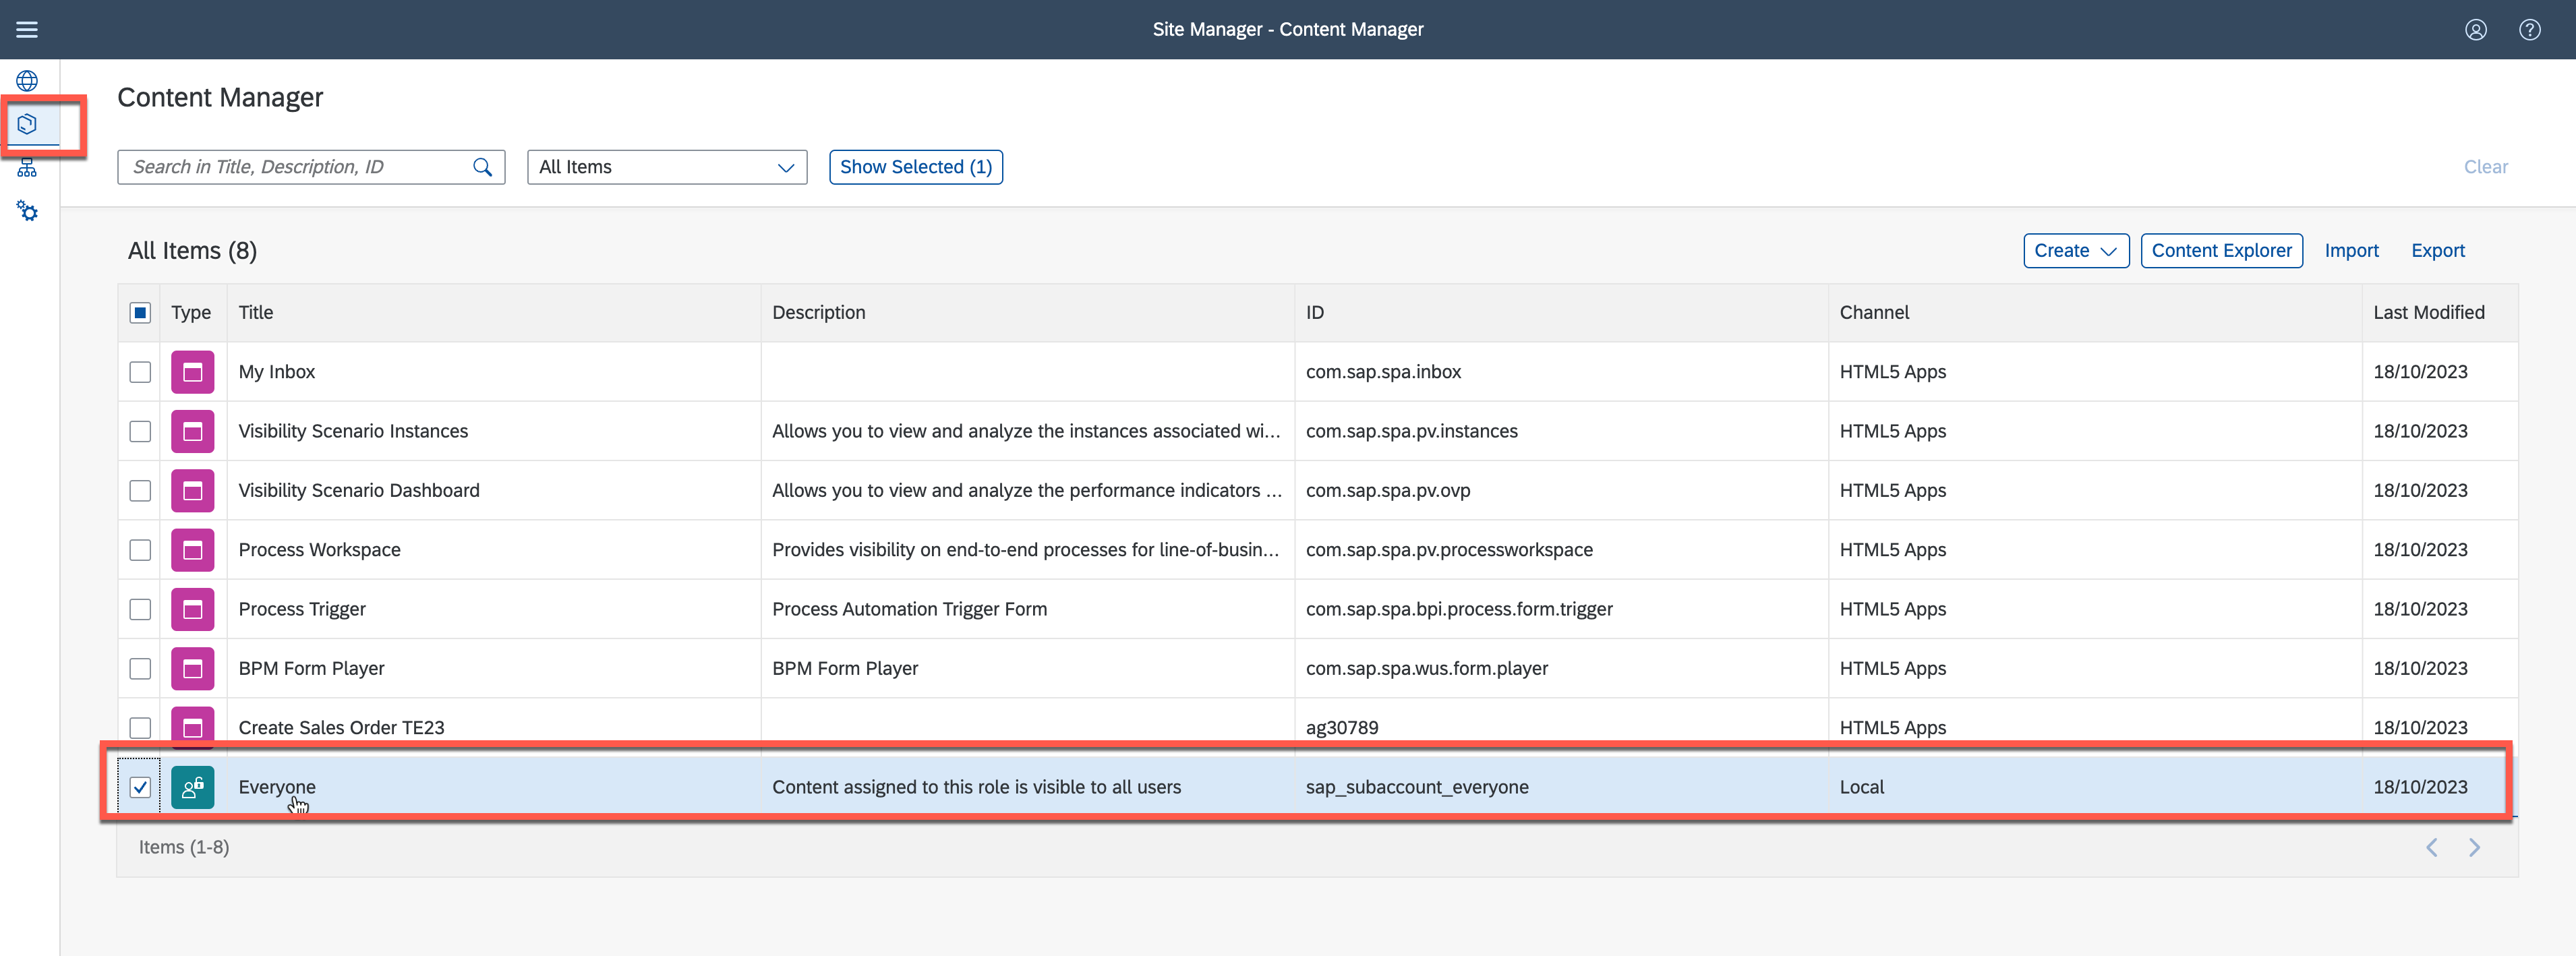 Site Manager - Content Manager
Content Manager
Search in Title, Description, ID
All Items
Show Selected (1)
Clear
All Items (8)
Create
Content Explorer
Import
Export
Type Title Description ID Channel Last Modified
My Inbox com.sap.spa.inbox HTML5 Apps 18/10/2023
Visibility Scenario Instances Allows you to view and analyze the instances associated wi... com.sap.spa.pv.instances HTML5 Apps 18/10/2023
Visibility Scenario Dashboard Allows you to view and analyze the performance indicators ... com.sap.spa.pv.ovp HTML5 Apps 18/10/2023
Process Workspace Provides visibility on end-to-end processes for line-of-busin... com.sap.spa.pv.processworkspace HTML5 Apps 18/10/2023
Process Trigger Process Automation Trigger Form com.sap.spa.bpi.process.form.trigger HTML5 Apps 18/10/2023
BPM Form Player BPM Form Player com.sap.spa.wus.form.player HTML5 Apps 18/10/2023
Create Sales Order TE23 ag30789 HTML5 Apps 18/10/2023
Everyone Content assigned to this role is visible to all users sap_subaccount_everyone Local 18/10/2023
Items (1-8)